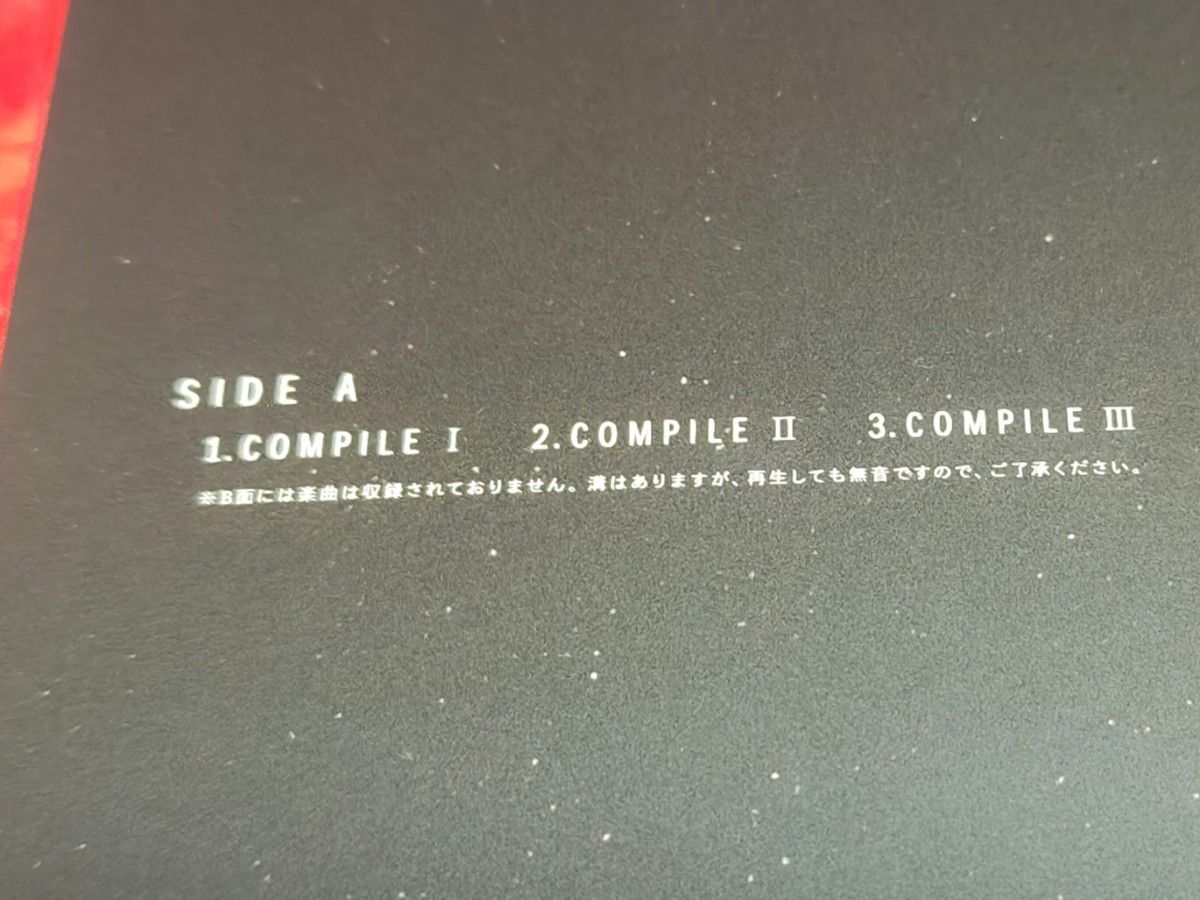 SIDE A
1.COMPILE Ⅰ 2.COMPILE Ⅱ 3.COMPILE Ⅲ
※B面には楽曲は収録されておりません。溝はありますが、再生しても無音ですので、ご了承ください。